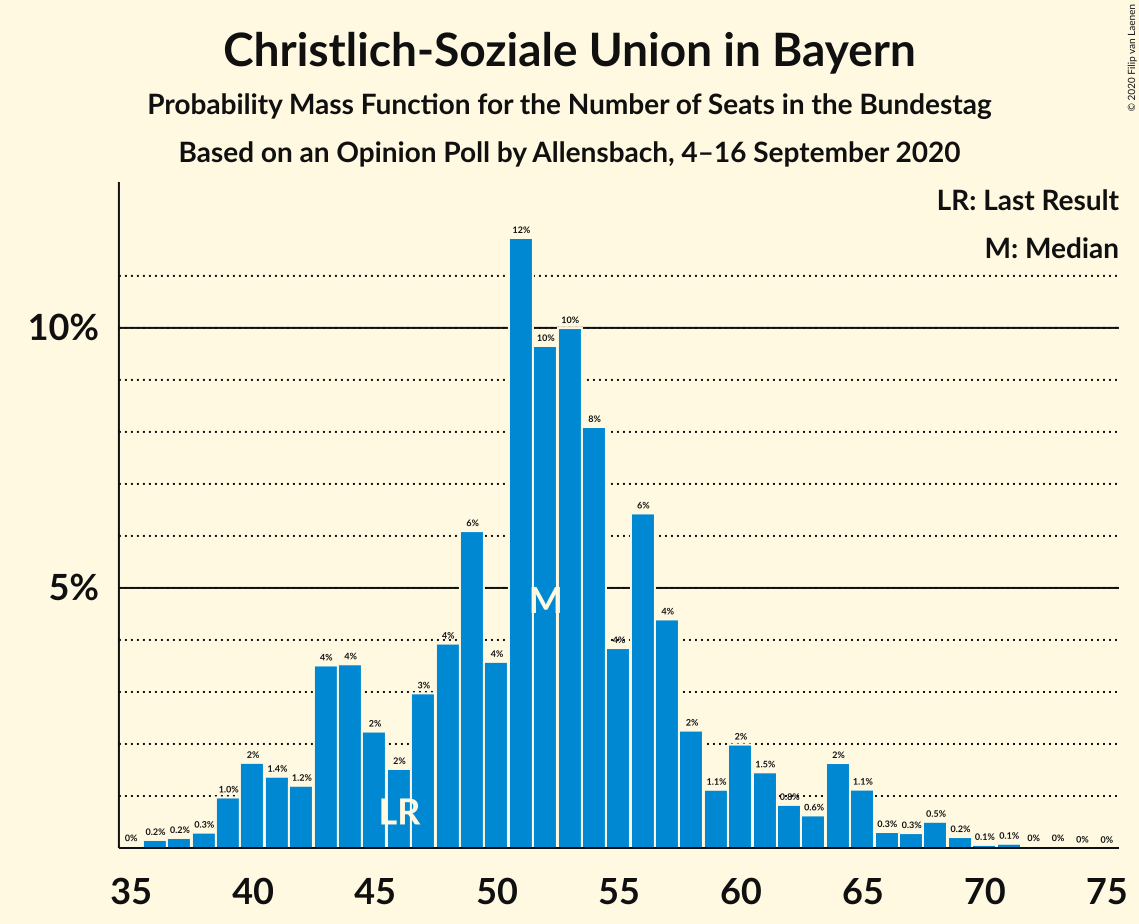 Christlich-Soziale Union in Bayern
Probability Mass Function for the Number of Seats in the Bundestag
Based on an Opinion Poll by Allensbach, 4–16 September 2020
© 2020 Filip van Laenen
LR: Last Result
M: Median
10%
5%
0% 0.2% 0.2% 0.3% 1.0% 2% 1.4% 1.2% 4% 4% 2% 2% 3% 4% 6% 4% 12% 10% 10% 8% 4% 6% 4% 2% 1.1% 2% 1.5% 0.8% 0.6% 2% 1.1% 0.3% 0.3% 0.5% 0.2% 0.1% 0.1% 0% 0% 0% 0%
M
LR
35 40 45 50 55 60 65 70 75